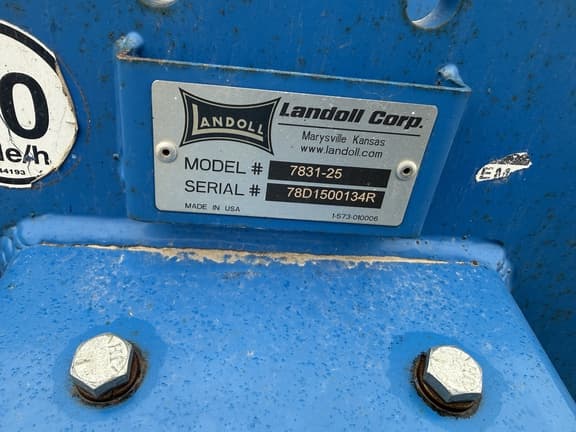 0
le/h
44193
LANDOLL
Landoll Corp.
Marysville Kansas
www.landoll.com
MODEL # 7831-25
SERIAL # 78D1500134R
MADE IN USA
1-573-010006